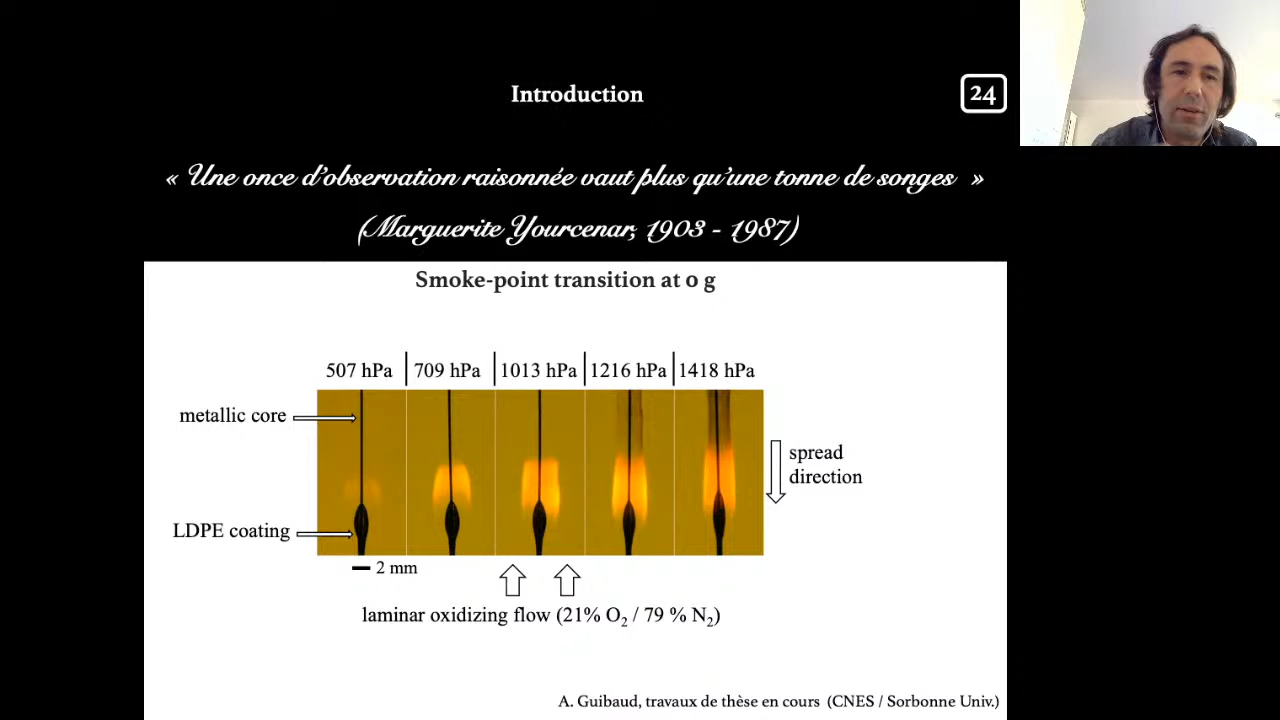 Introduction
24
« Une once d'observation raisonnée vaut plus qu'une tonne de songes »
(Marguerite Yourcenar, 1903 - 1987)
Smoke-point transition at 0 g
507 hPa | 709 hPa | 1013 hPa | 1216 hPa | 1418 hPa
metallic core
spread
direction
LDPE coating
2 mm
laminar oxidizing flow (21% O₂ / 79 % N₂)
A. Guibaud, travaux de thèse en cours (CNES / Sorbonne Univ.)